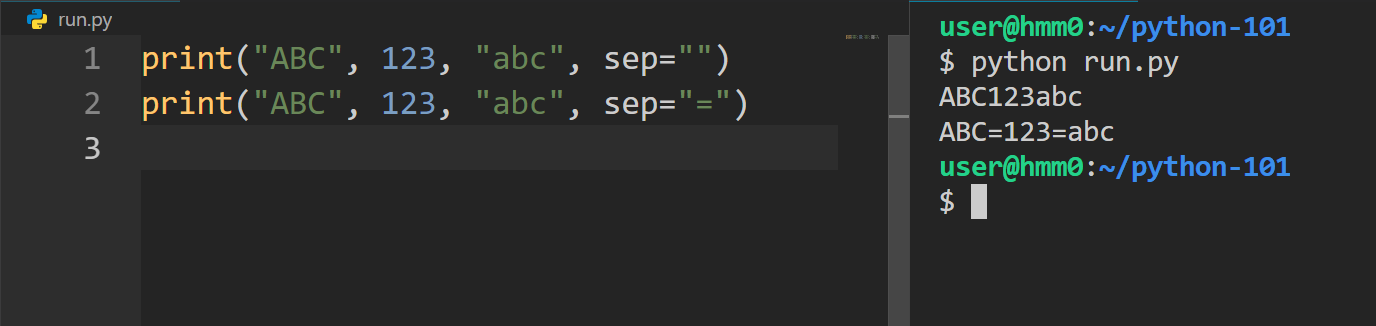 run.py
1 print("ABC", 123, "abc", sep="")
2 print("ABC", 123, "abc", sep="=")
3
user@hmm0:~/python-101
$ python run.py
ABC123abc
ABC=123=abc
user@hmm0:~/python-101
$